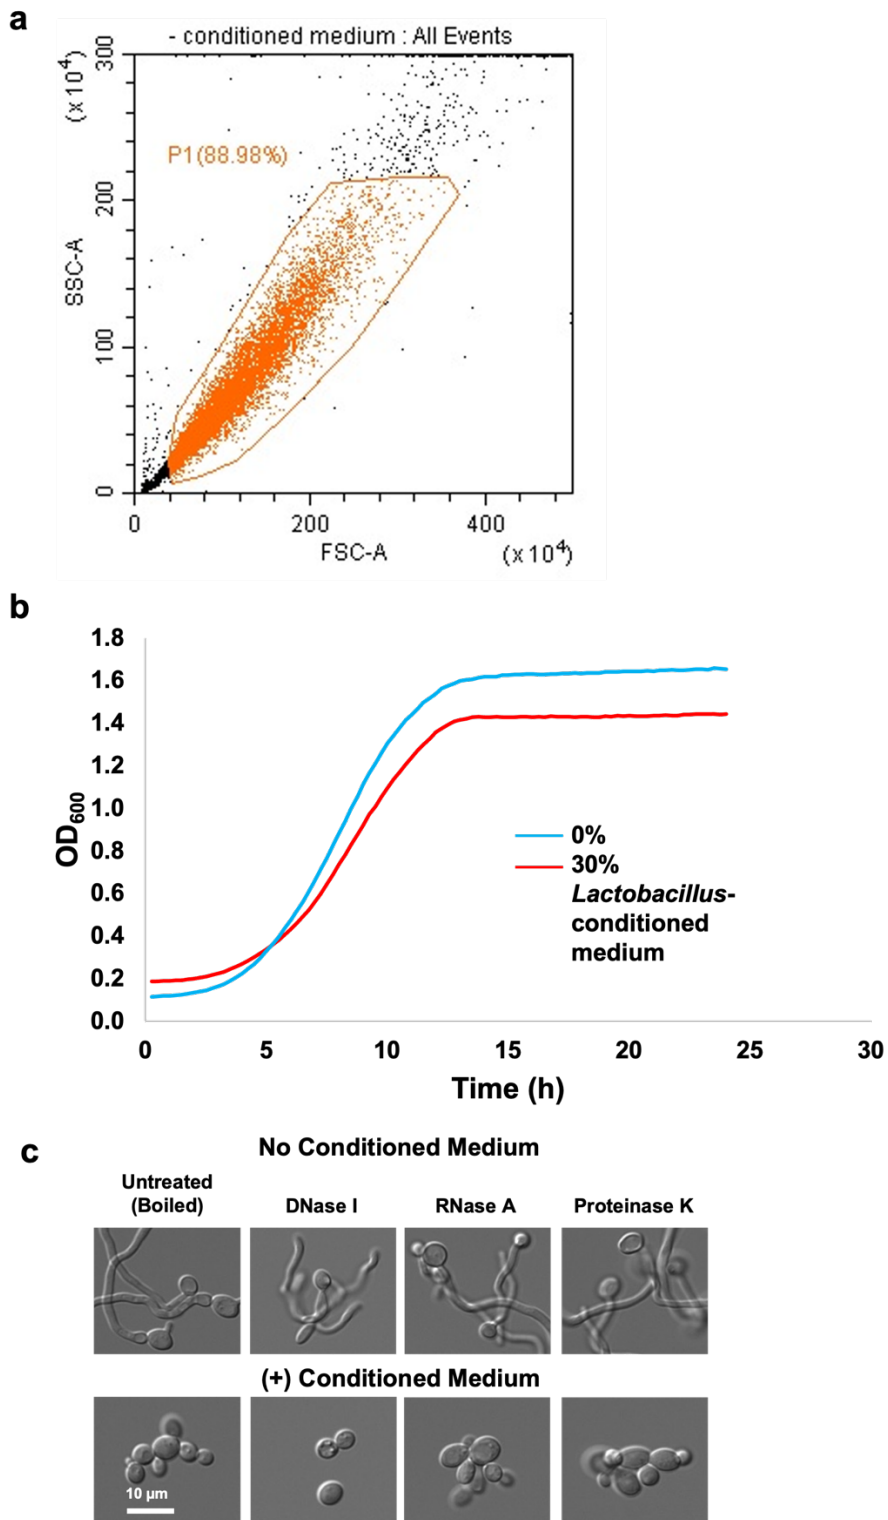 a
- conditioned medium : All Events
(x 10⁴)
300
P1(88.98%)
200
SSC-A
100
0
0 200 400
FSC-A (x 10⁴)
b
1.8
1.6
1.4
1.2
1.0
0.8
0.6
0.4
0.2
0.0
OD₆₀₀
0%
30%
Lactobacillus-
conditioned
medium
0 5 10 15 20 25 30
Time (h)
c
No Conditioned Medium
Untreated
(Boiled)
DNase I
RNase A
Proteinase K
(+) Conditioned Medium
10 µm